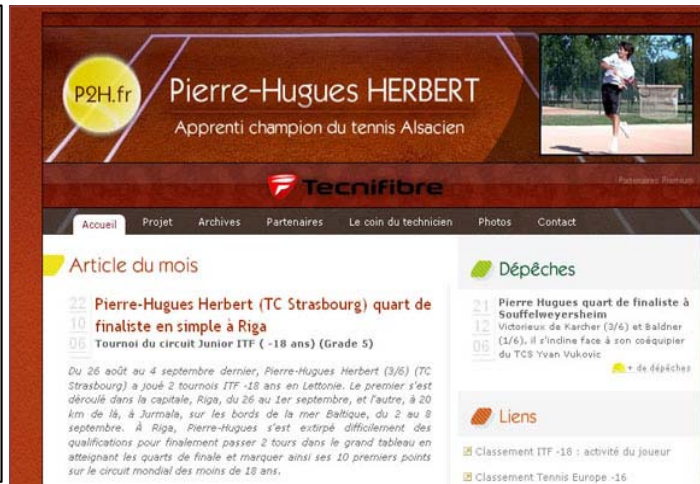 P2H.fr
Pierre-Hugues HERBERT
Apprenti champion du tennis Alsacien
Tecnifibre
Partenaires Premium
Accueil Projet Archives Partenaires Le coin du technicien Photos Contact
Article du mois
22
10
06
Pierre-Hugues Herbert (TC Strasbourg) quart de
finaliste en simple à Riga
Tournoi du circuit Junior ITF ( -18 ans) (Grade 5)
Du 26 août au 4 septembre dernier, Pierre-Hugues Herbert (3/6) (TC
Strasbourg) a joué 2 tournois ITF -18 ans en Lettonie. Le premier s'est
déroulé dans la capitale, Riga, du 26 au 1er septembre, et l'autre, à 20
km de là, à Jurmala, sur les bords de la mer Baltique, du 2 au 8
septembre. À Riga, Pierre-Hugues s'est extirpé difficilement des
qualifications pour finalement passer 2 tours dans le grand tableau en
atteignant les quarts de finale et marquer ainsi ses 10 premiers points
sur le circuit mondial des moins de 18 ans.
Dépêches
21
12
06
Pierre Hugues quart de finaliste à
Souffelweyersheim
Victorieux de Karcher (3/6) et Baldner
(1/6), il s'incline face à son coéquipier
du TCS Yvan Vukovic
+ de dépêches
Liens
Classement ITF -18 : activité du joueur
Classement Tennis Europe -16